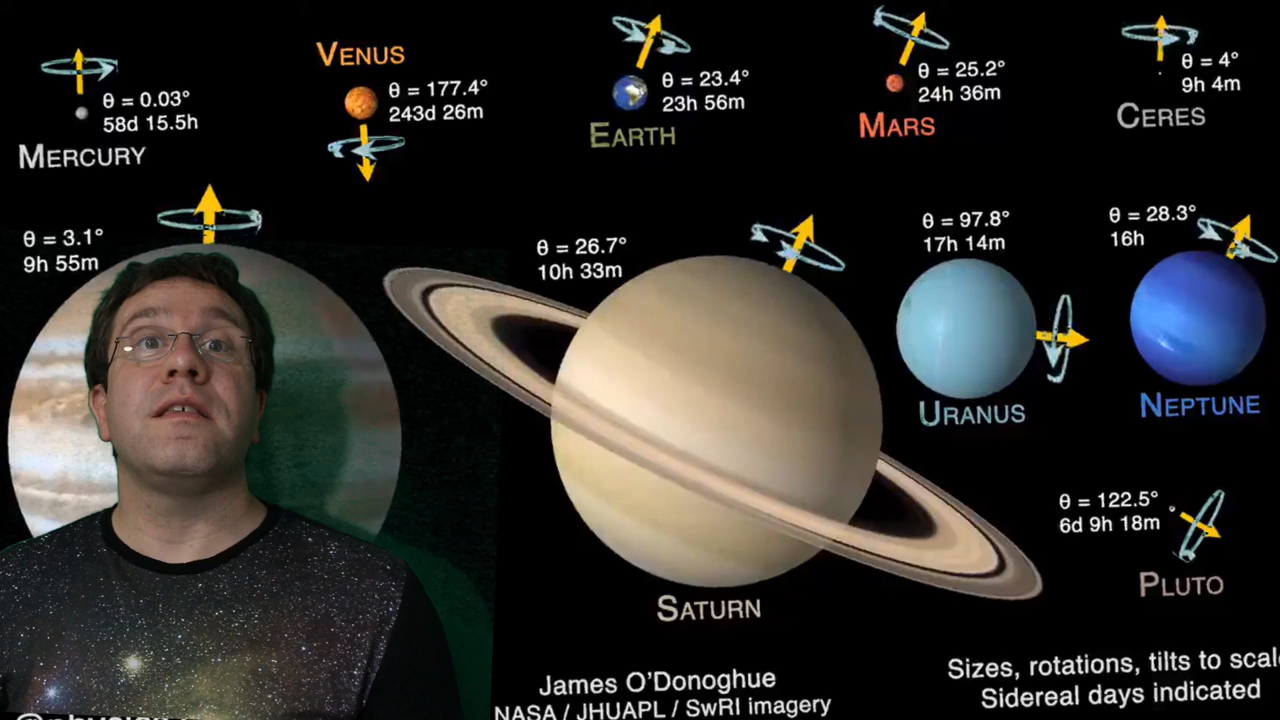 VENUS
θ = 0.03°
58d 15.5h
MERCURY
θ = 177.4°
243d 26m
θ = 23.4°
23h 56m
EARTH
θ = 25.2°
24h 36m
MARS
θ = 4°
9h 4m
CERES
θ = 3.1°
9h 55m
θ = 26.7°
10h 33m
SATURN
θ = 97.8°
17h 14m
URANUS
θ = 28.3°
16h
NEPTUNE
θ = 122.5°
6d 9h 18m
PLUTO
James O'Donoghue
NASA / JHUAPL / SwRI imagery
Sizes, rotations, tilts to scal
Sidereal days indicated